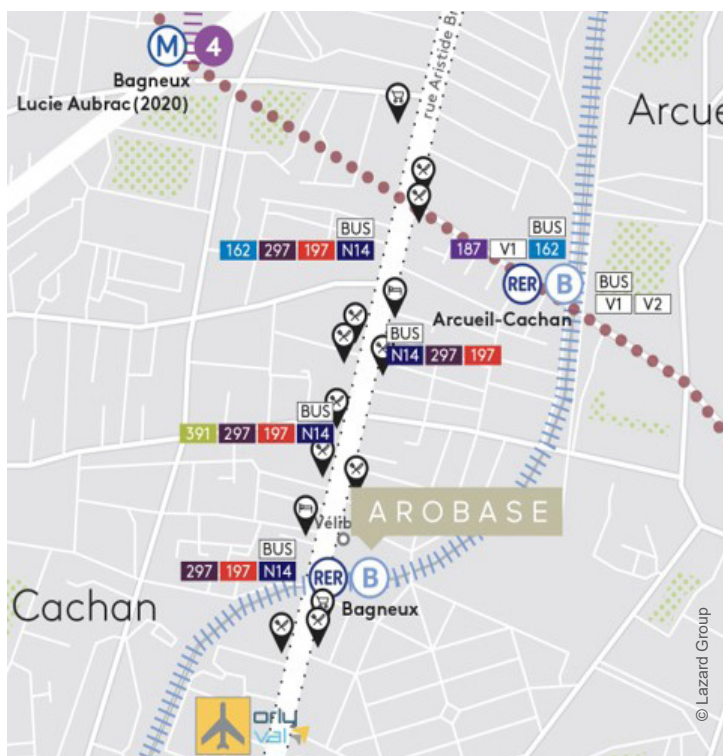 M 4
Bagneux
Lucie Aubrac (2020)
rue Aristide Br
Arcue
BUS
162 297 197 N14
BUS
187 V1 162
RER B
Arcueil-Cachan
BUS
V1 V2
BUS
N14 297 197
BUS
391 297 197 N14
AROBASE
Vélib
BUS
297 197 N14
RER B
Bagneux
Cachan
Orly
Val
© Lazard Group